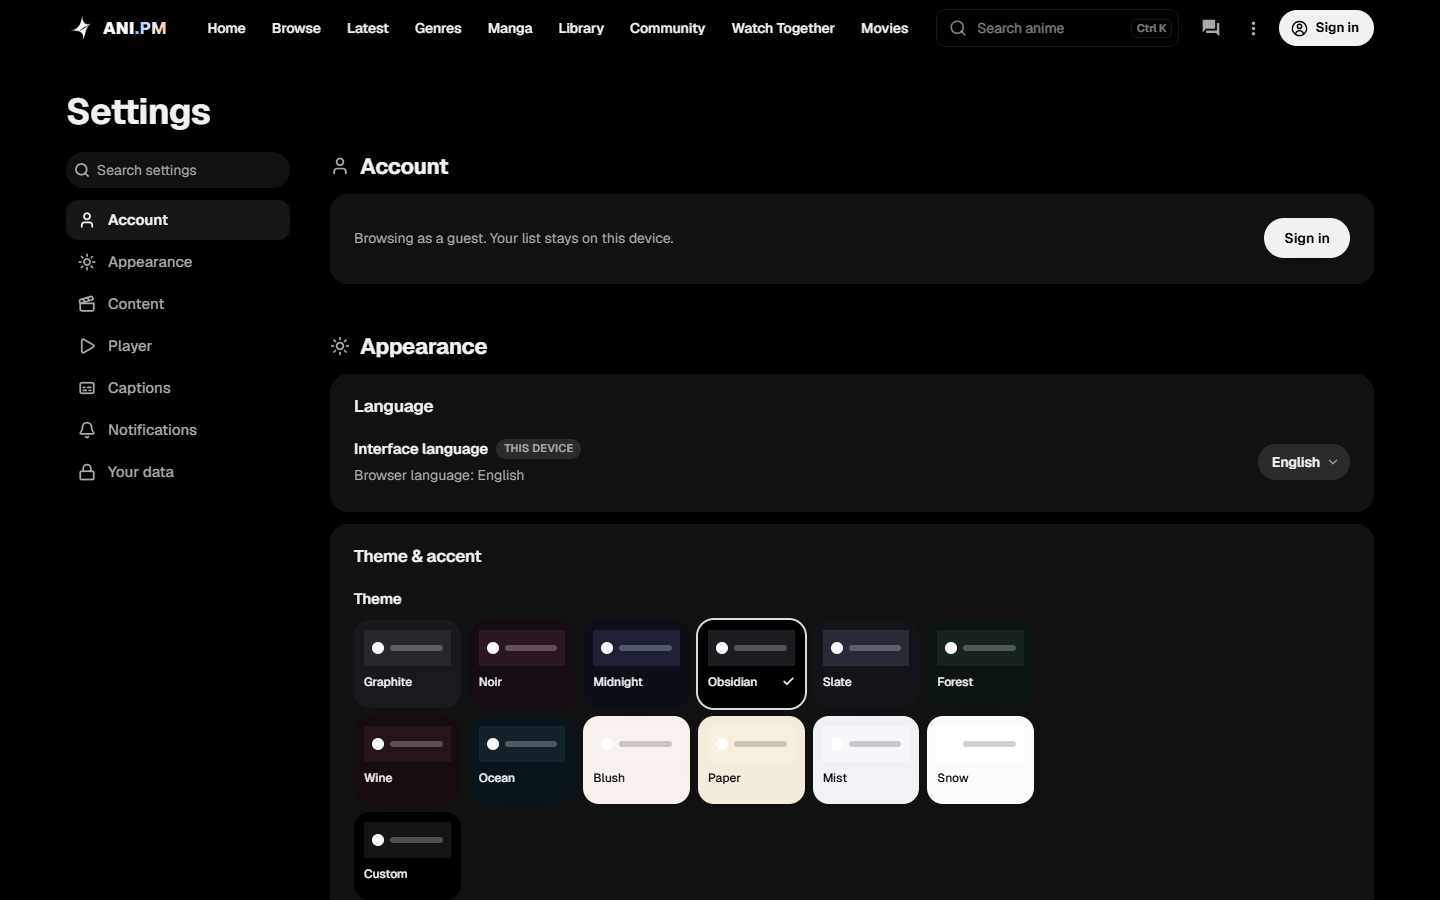 ANI.PM
Home
Browse
Latest
Genres
Manga
Library
Community
Watch Together
Movies
Search anime
Ctrl K
Sign in
Settings
Search settings
Account
Appearance
Content
Player
Captions
Notifications
Your data
Account
Browsing as a guest. Your list stays on this device.
Sign in
Appearance
Language
Interface language
THIS DEVICE
Browser language: English
English
Theme & accent
Theme
Graphite
Noir
Midnight
Obsidian
Slate
Forest
Wine
Ocean
Blush
Paper
Mist
Snow
Custom